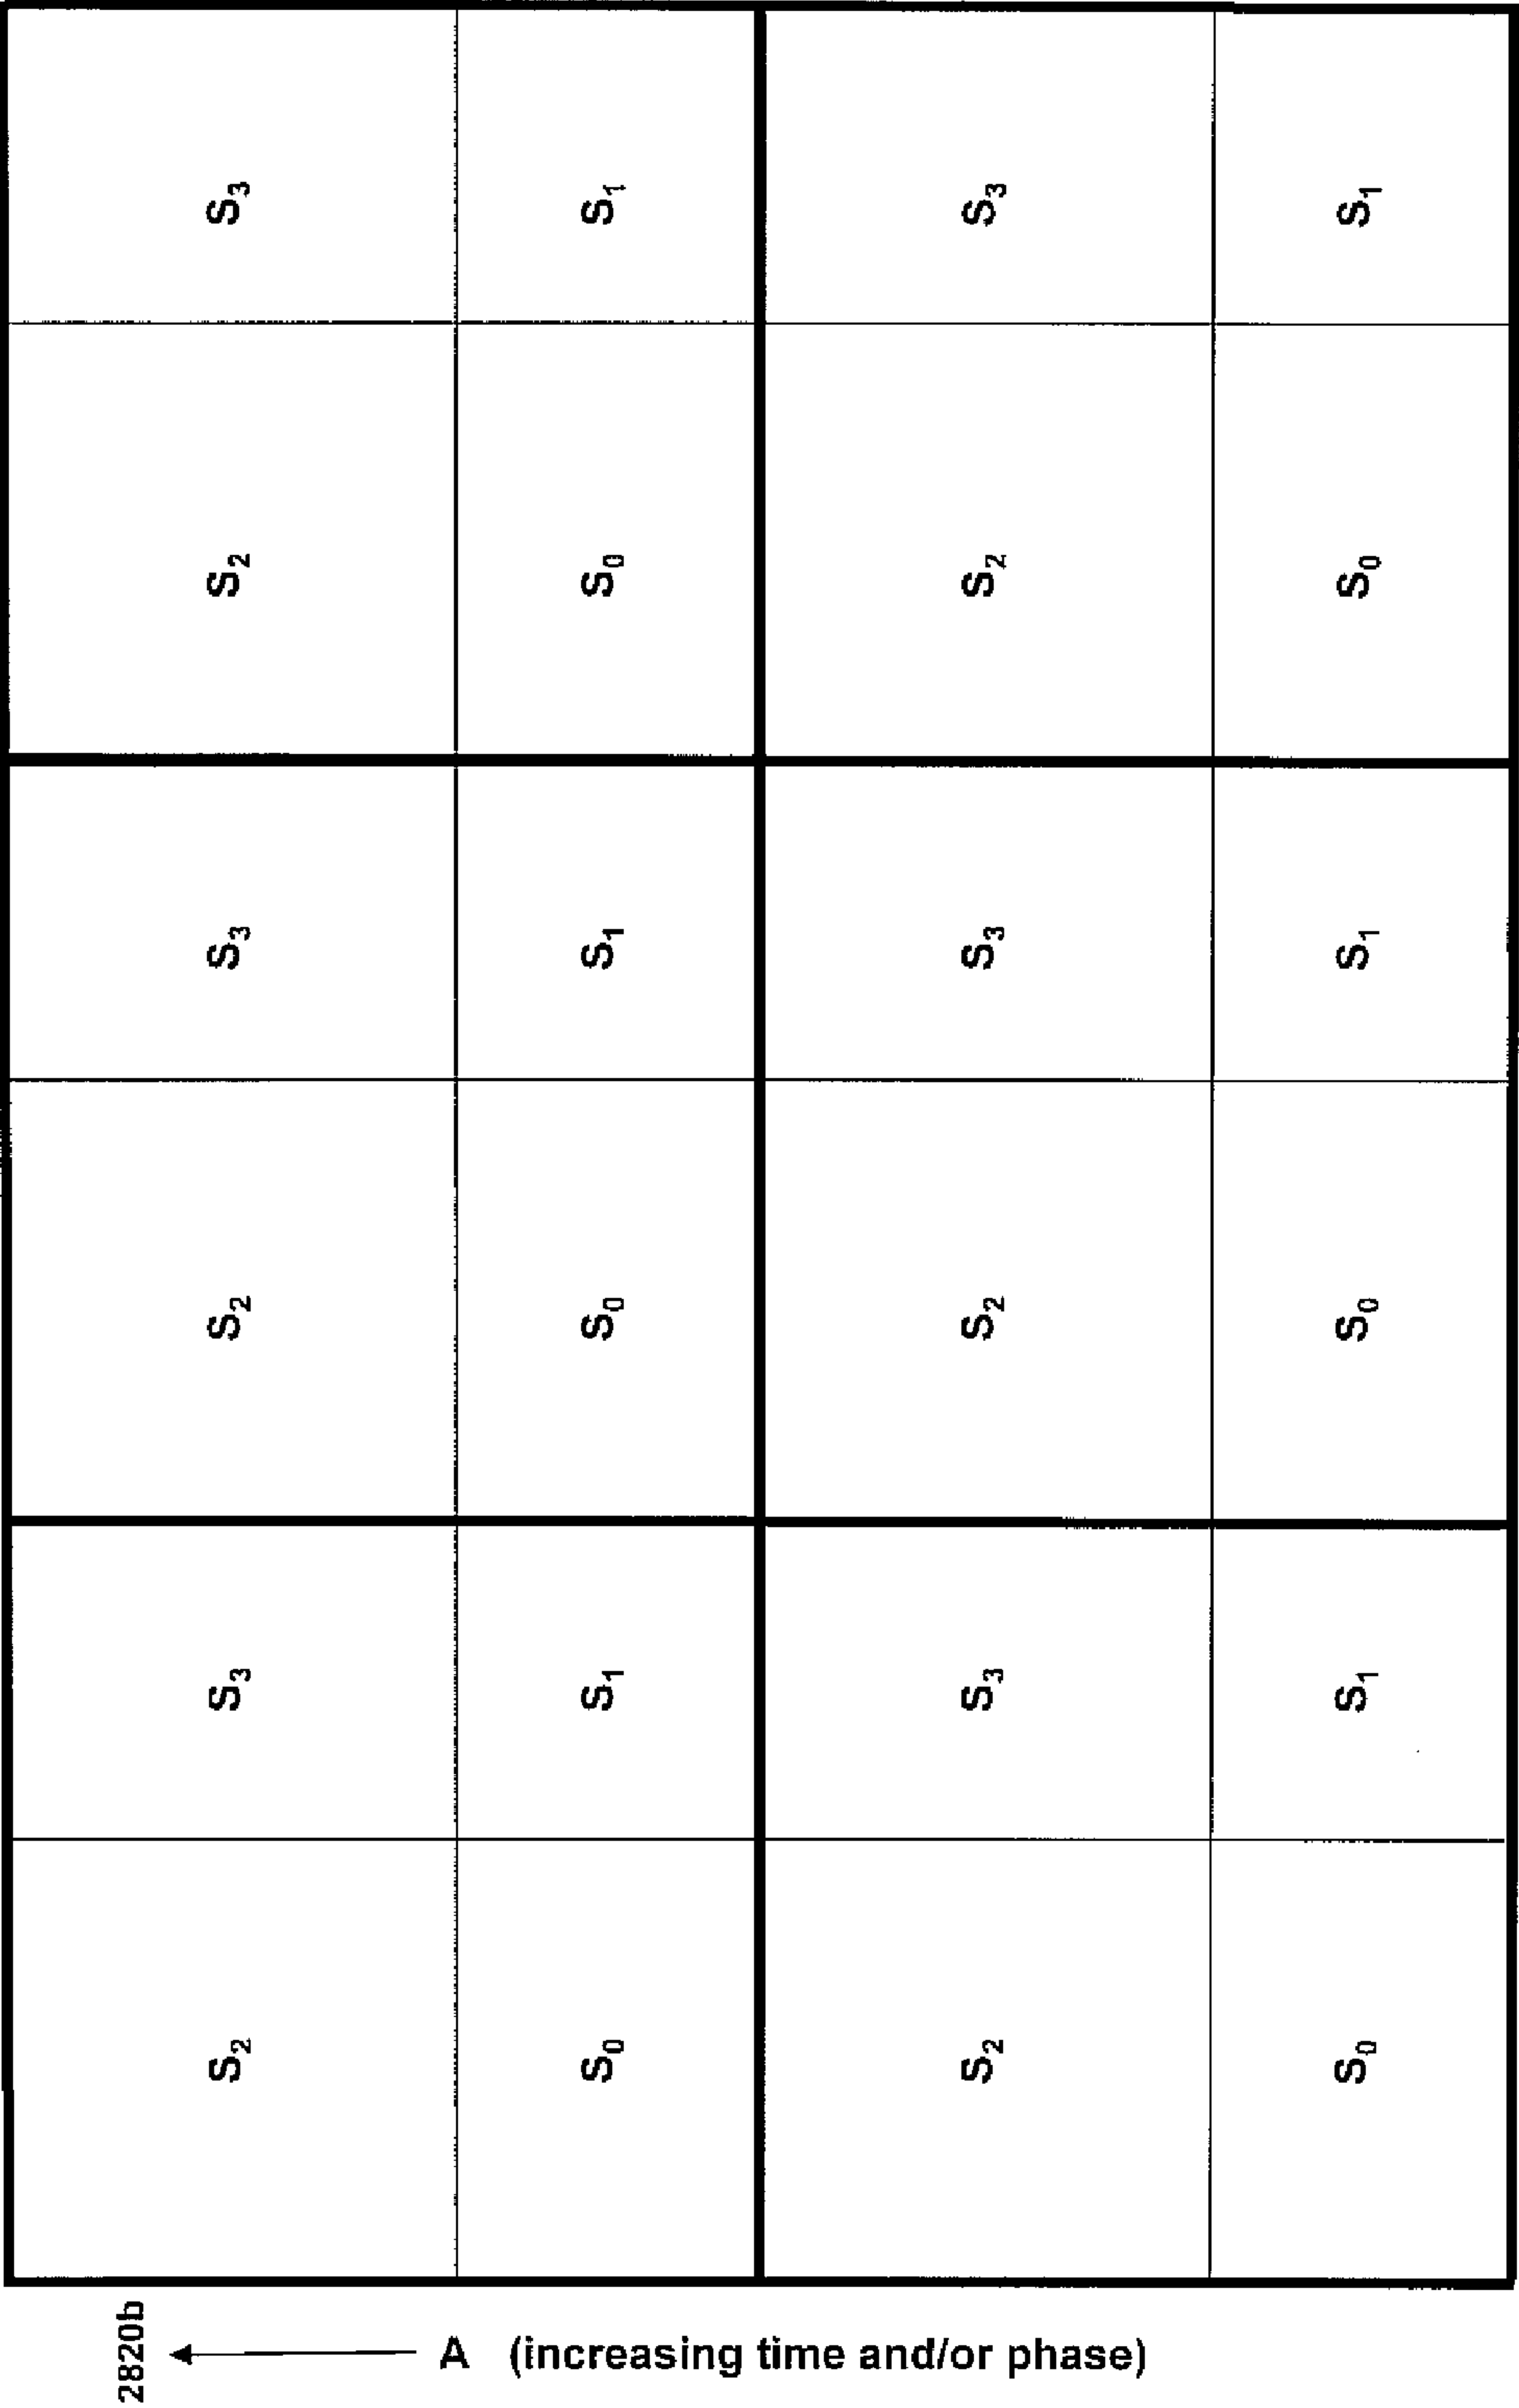 S3 S1 S3 S1
S2 S0 S2 S0
S3 S1 S3 S1
S2 S0 S2 S0
S3 S1 S3 S1
S2 S0 S2 S0
2820b
A (increasing time and/or phase)